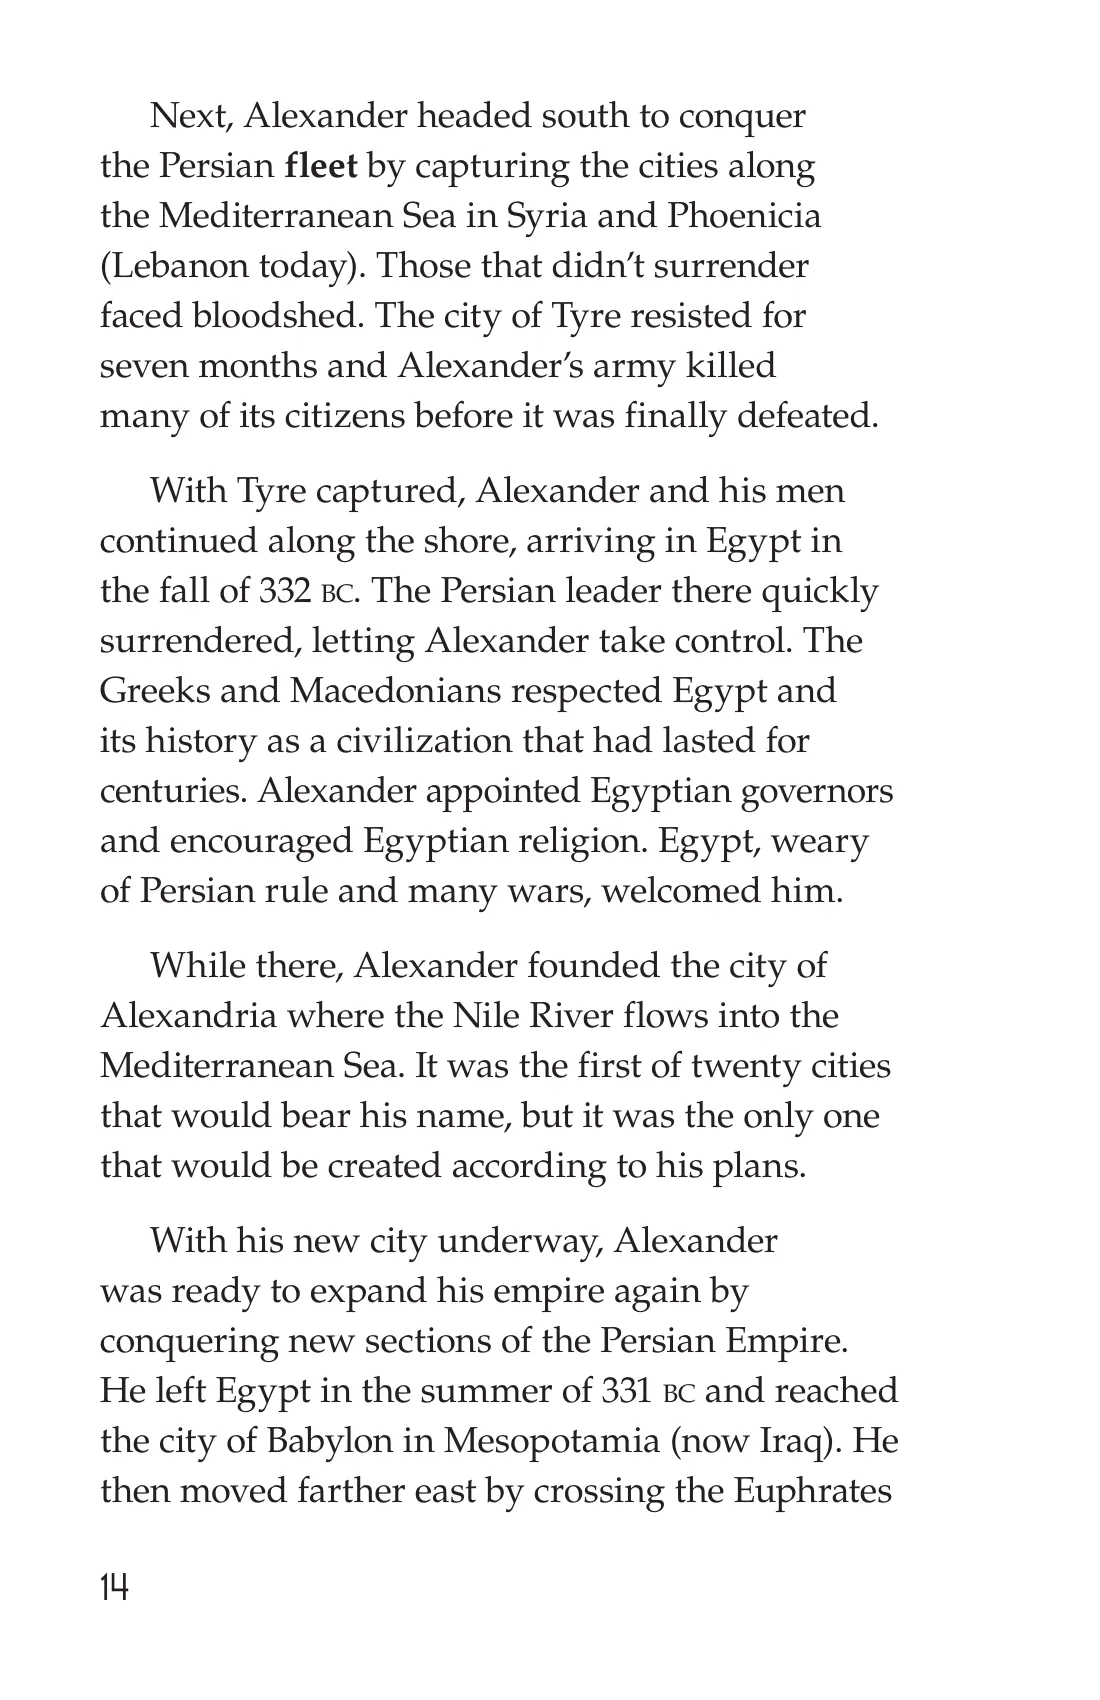 Next, Alexander headed south to conquer
the Persian fleet by capturing the cities along
the Mediterranean Sea in Syria and Phoenicia
(Lebanon today). Those that didn’t surrender
faced bloodshed. The city of Tyre resisted for
seven months and Alexander’s army killed
many of its citizens before it was finally defeated.
With Tyre captured, Alexander and his men
continued along the shore, arriving in Egypt in
the fall of 332 BC. The Persian leader there quickly
surrendered, letting Alexander take control. The
Greeks and Macedonians respected Egypt and
its history as a civilization that had lasted for
centuries. Alexander appointed Egyptian governors
and encouraged Egyptian religion. Egypt, weary
of Persian rule and many wars, welcomed him.
While there, Alexander founded the city of
Alexandria where the Nile River flows into the
Mediterranean Sea. It was the first of twenty cities
that would bear his name, but it was the only one
that would be created according to his plans.
With his new city underway, Alexander
was ready to expand his empire again by
conquering new sections of the Persian Empire.
He left Egypt in the summer of 331 BC and reached
the city of Babylon in Mesopotamia (now Iraq). He
then moved farther east by crossing the Euphrates
14